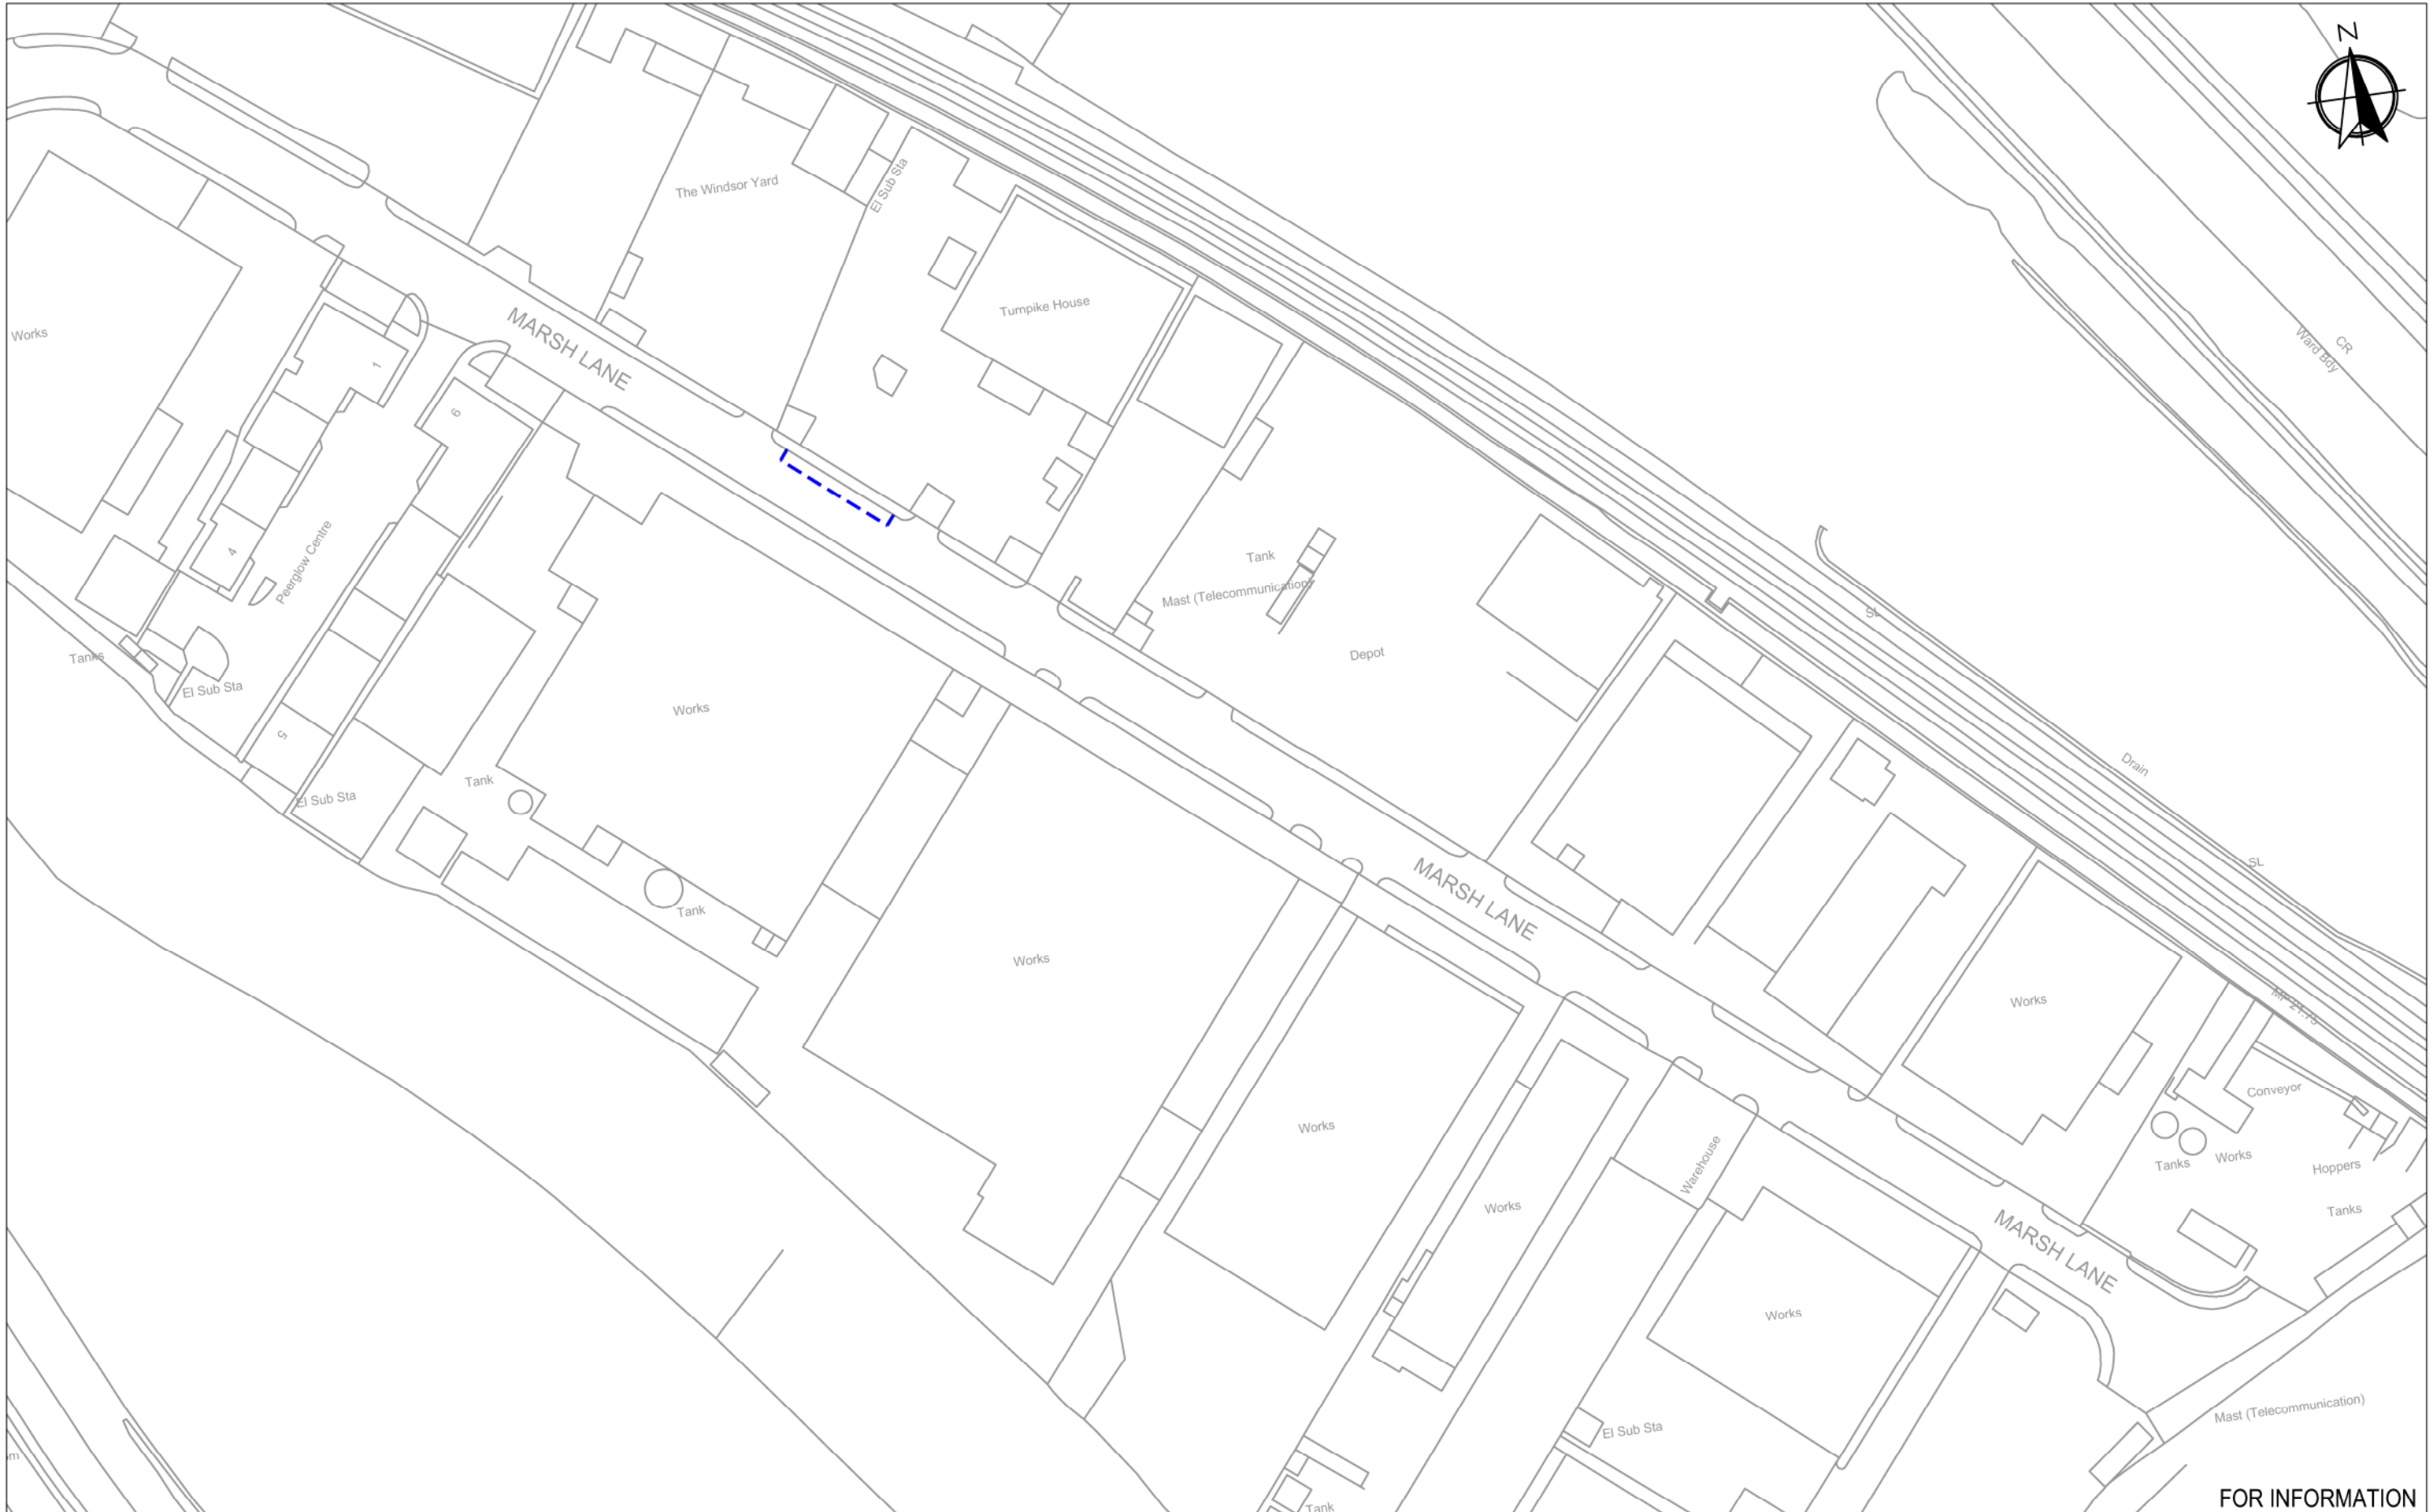 N
The Windsor Yard
El Sub Sta
Turnpike House
Works
MARSH LANE
1
6
CR
Ward Bdy
4
Peerglow Centre
Tank
Mast (Telecommunication)
SL
Depot
Tanks
El Sub Sta
Works
5
Tank
El Sub Sta
Drain
SL
MARSH LANE
Tank
Works
Works
MP 21.75
Conveyor
Works
Warehouse
Tanks
Works
Hoppers
Tanks
Works
MARSH LANE
Works
Mast (Telecommunication)
El Sub Sta
Tank
FOR INFORMATION